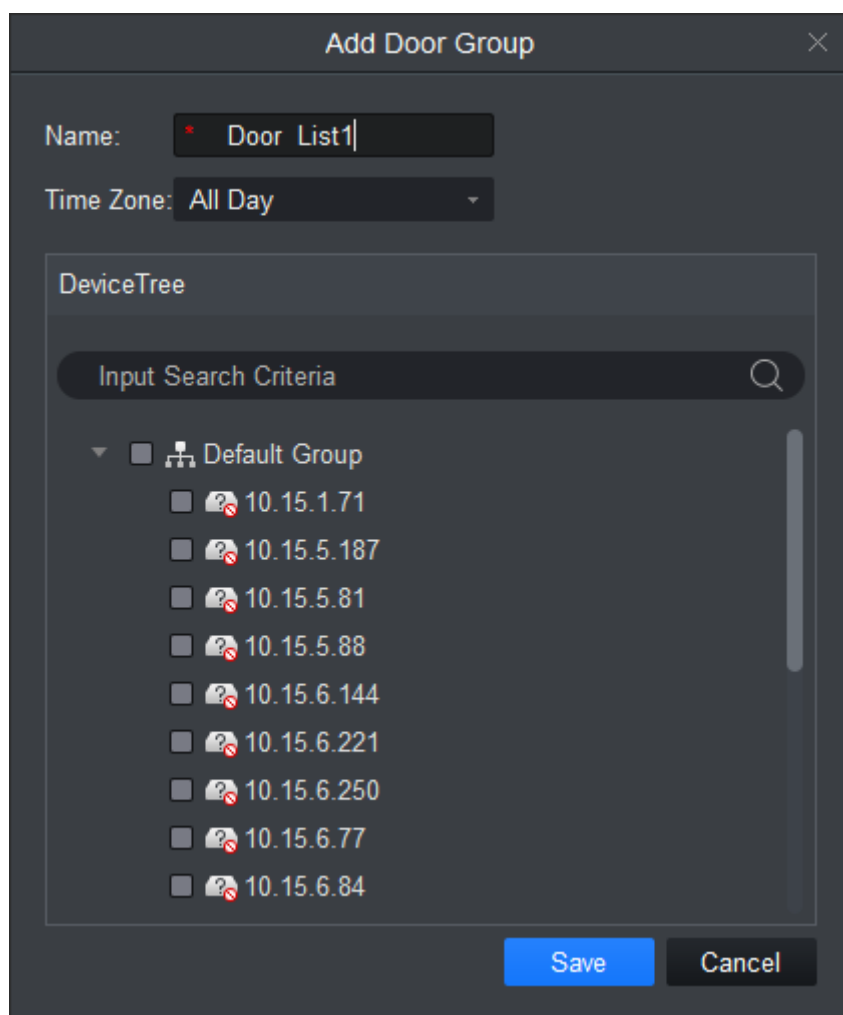 Add Door Group
Name: * Door List1
Time Zone: All Day
DeviceTree
Input Search Criteria
Default Group
10.15.1.71
10.15.5.187
10.15.5.81
10.15.5.88
10.15.6.144
10.15.6.221
10.15.6.250
10.15.6.77
10.15.6.84
Save Cancel